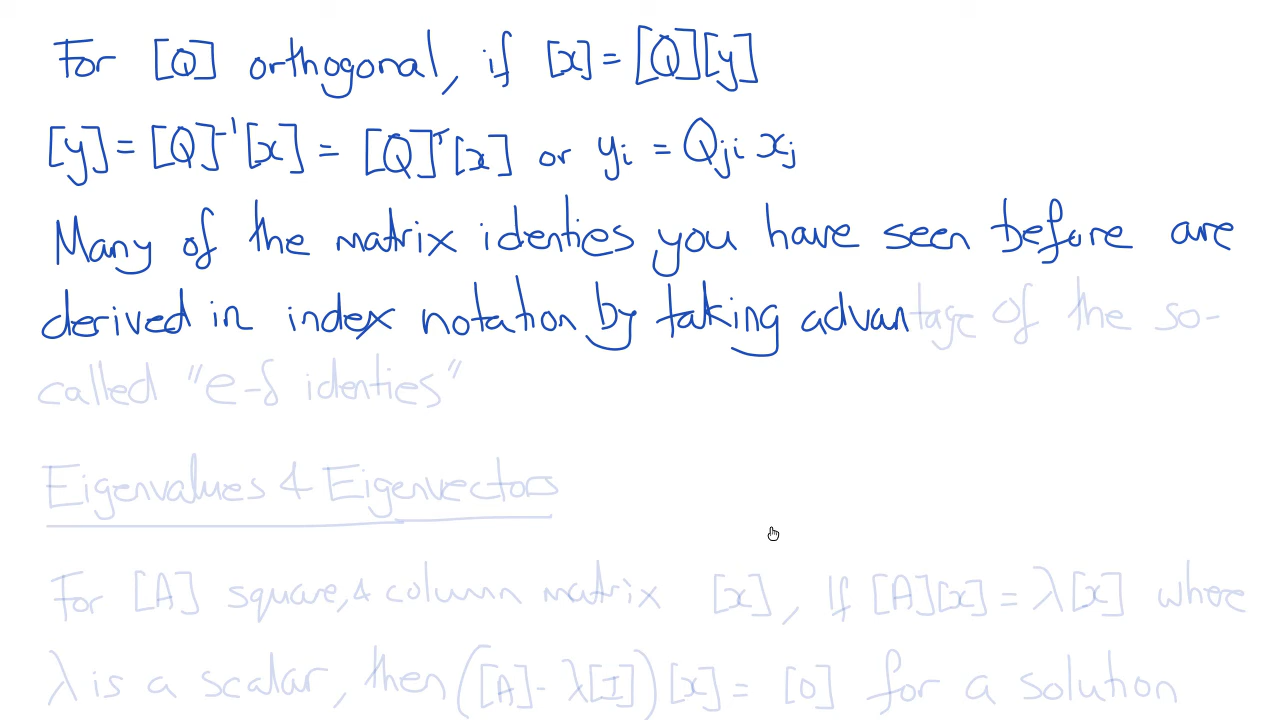 For [Q] orthogonal, if [x] = [Q][y]
[y] = [Q]⁻¹[x] = [Q]ᵀ[x] or yᵢ = Qⱼᵢ xⱼ
Many of the matrix identies you have seen before are
derived in index notation by taking advantage of the so-
called "e-δ identies"
Eigenvalues & Eigenvectors
For [A] square, & column matrix [x], If [A][x] = λ[x] where
λ is a scalar, then ([A] - λ[I])[x] = [0] for a solution